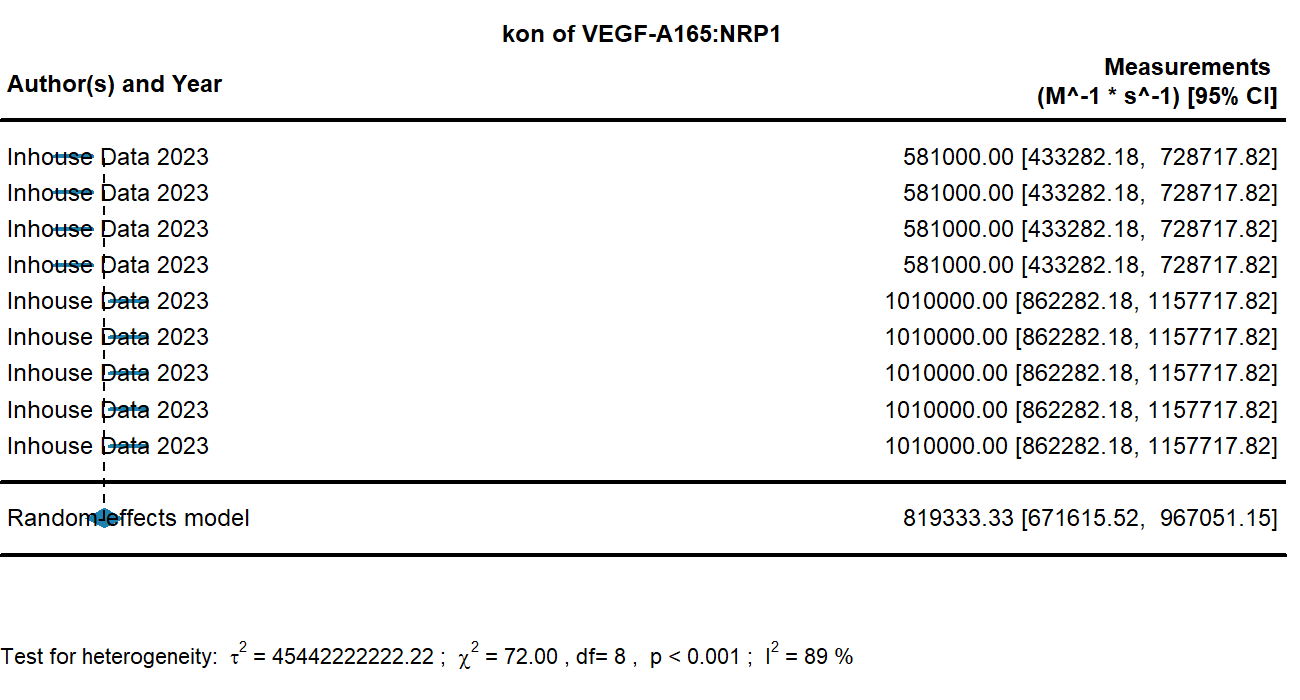 kon of VEGF-A165:NRP1
Author(s) and Year
Measurements
(M^-1 * s^-1) [95% CI]
Inhouse Data 2023 581000.00 [433282.18, 728717.82]
Inhouse Data 2023 581000.00 [433282.18, 728717.82]
Inhouse Data 2023 581000.00 [433282.18, 728717.82]
Inhouse Data 2023 581000.00 [433282.18, 728717.82]
Inhouse Data 2023 1010000.00 [862282.18, 1157717.82]
Inhouse Data 2023 1010000.00 [862282.18, 1157717.82]
Inhouse Data 2023 1010000.00 [862282.18, 1157717.82]
Inhouse Data 2023 1010000.00 [862282.18, 1157717.82]
Inhouse Data 2023 1010000.00 [862282.18, 1157717.82]
Random-effects model 819333.33 [671615.52, 967051.15]
Test for heterogeneity: τ² = 45442222222.22 ; χ² = 72.00 , df= 8 , p < 0.001 ; I² = 89 %